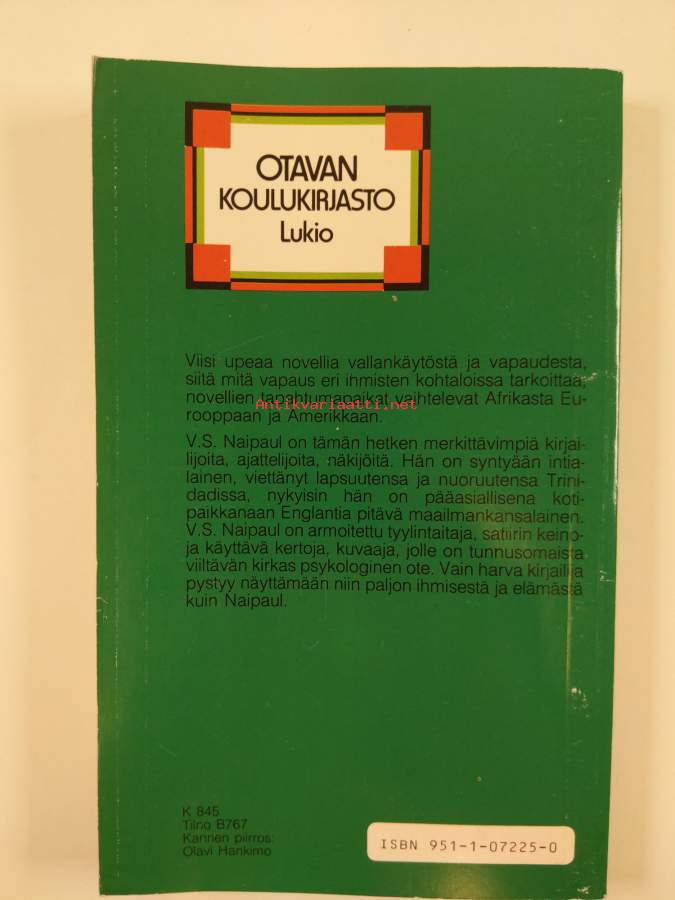 OTAVAN
KOULUKIRJASTO
Lukio
Viisi upeaa novellia vallankäytöstä ja vapaudesta,
siitä mitä vapaus eri ihmisten kohtaloissa tarkoittaa;
novellien tapahtumapaikat vaihtelevat Afrikasta Eu-
Antikvariaatti.net
rooppaan ja Amerikkaan.
V.S. Naipaul on tämän hetken merkittävimpiä kirjai-
lijoita, ajattelijoita, näkijöitä. Hän on syntyään intia-
lainen, viettänyt lapsuutensa ja nuoruutensa Trini-
dadissa, nykyisin hän on pääasiallisena koti-
paikkanaan Englantia pitävä maailmankansalainen.
V.S. Naipaul on armoitettu tyylintaitaja, satiirin keino-
ja käyttävä kertoja, kuvaaja, jolle on tunnusomaista
viiltävän kirkas psykologinen ote. Vain harva kirjailija
pystyy näyttämään niin paljon ihmisestä ja elämästä
kuin Naipaul.
K 845
Tilno B767
Kannen piirros:
Olavi Hankimo
ISBN 951-1-07225-0